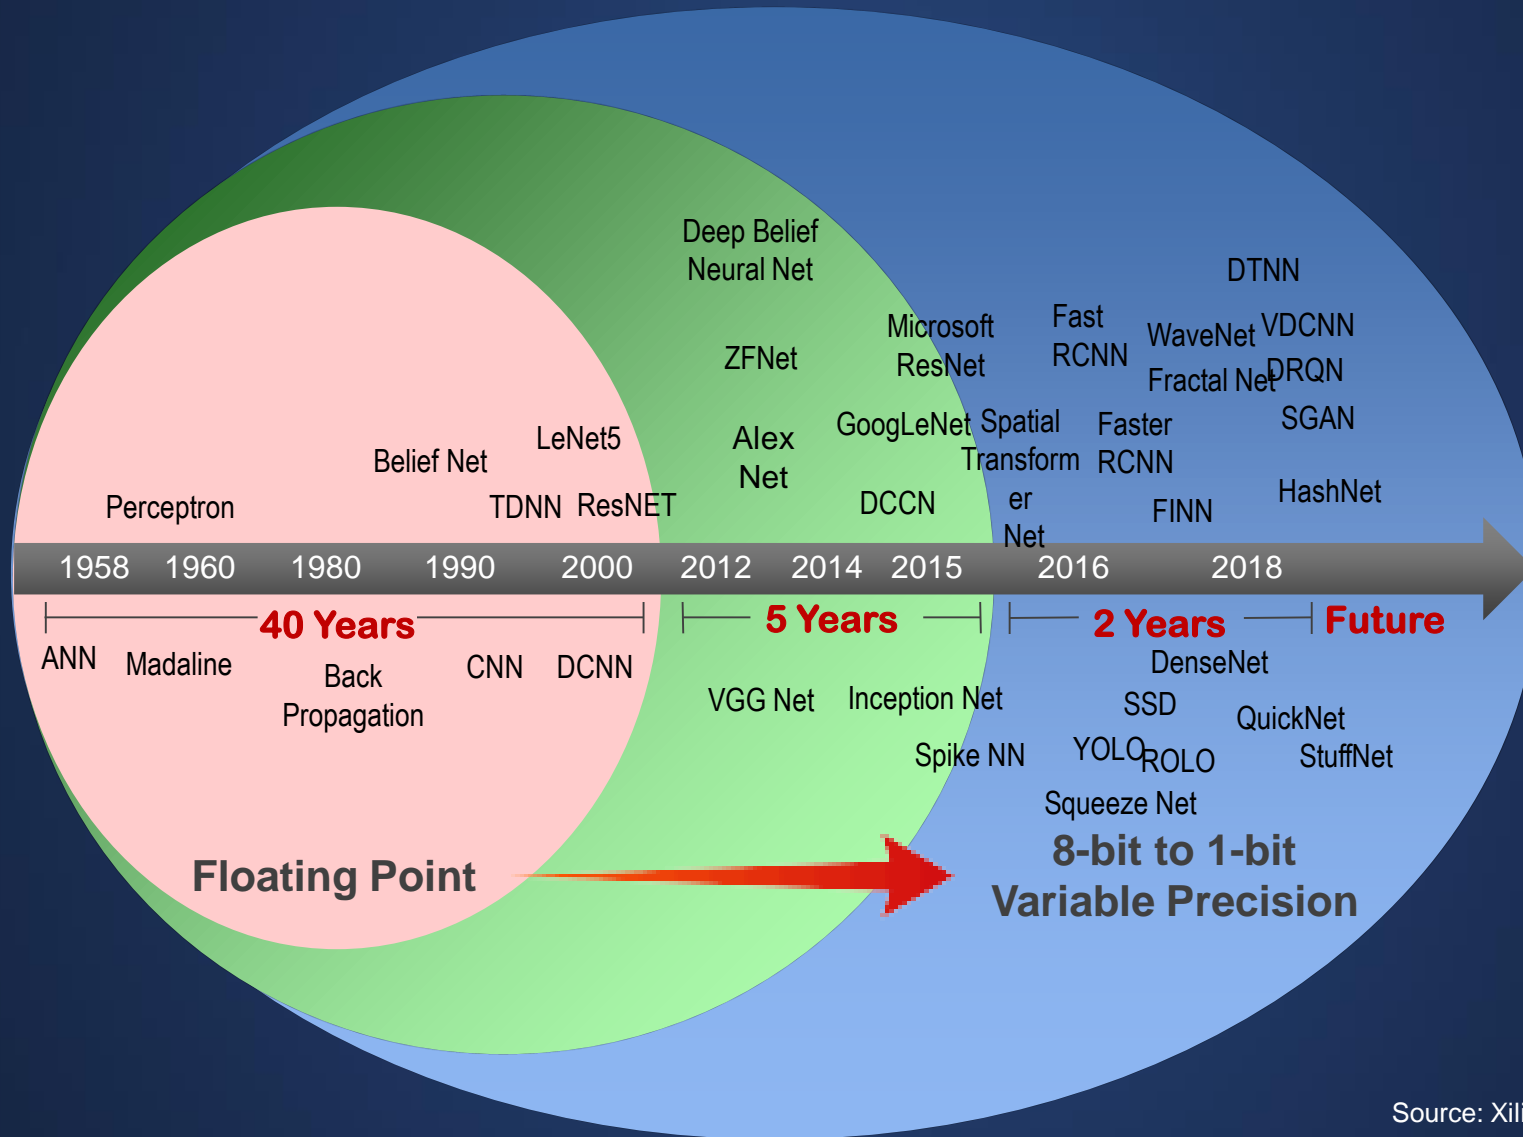 Deep Belief
Neural Net
DTNN
Microsoft
ResNet
Fast
RCNN
WaveNet
VDCNN
ZFNet
Fractal Net
DRQN
GoogLeNet
Spatial
Transform
er
Net
Faster
RCNN
SGAN
Alex
Net
LeNet5
Belief Net
HashNet
Perceptron
TDNN
ResNET
DCCN
FINN
1958 1960 1980 1990 2000 2012 2014 2015 2016 2018
40 Years
5 Years
2 Years
Future
ANN
Madaline
Back
Propagation
CNN
DCNN
DenseNet
VGG Net
Inception Net
SSD
QuickNet
Spike NN
YOLO
ROLO
StuffNet
Squeeze Net
Floating Point
8-bit to 1-bit
Variable Precision
Source: Xili